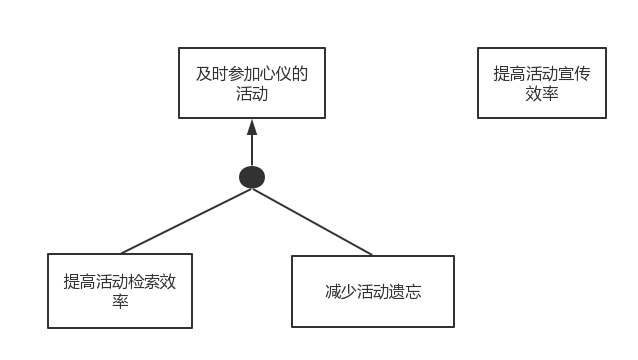 及时参加心仪的
活动
提高活动宣传
效率
提高活动检索效
率
减少活动遗忘